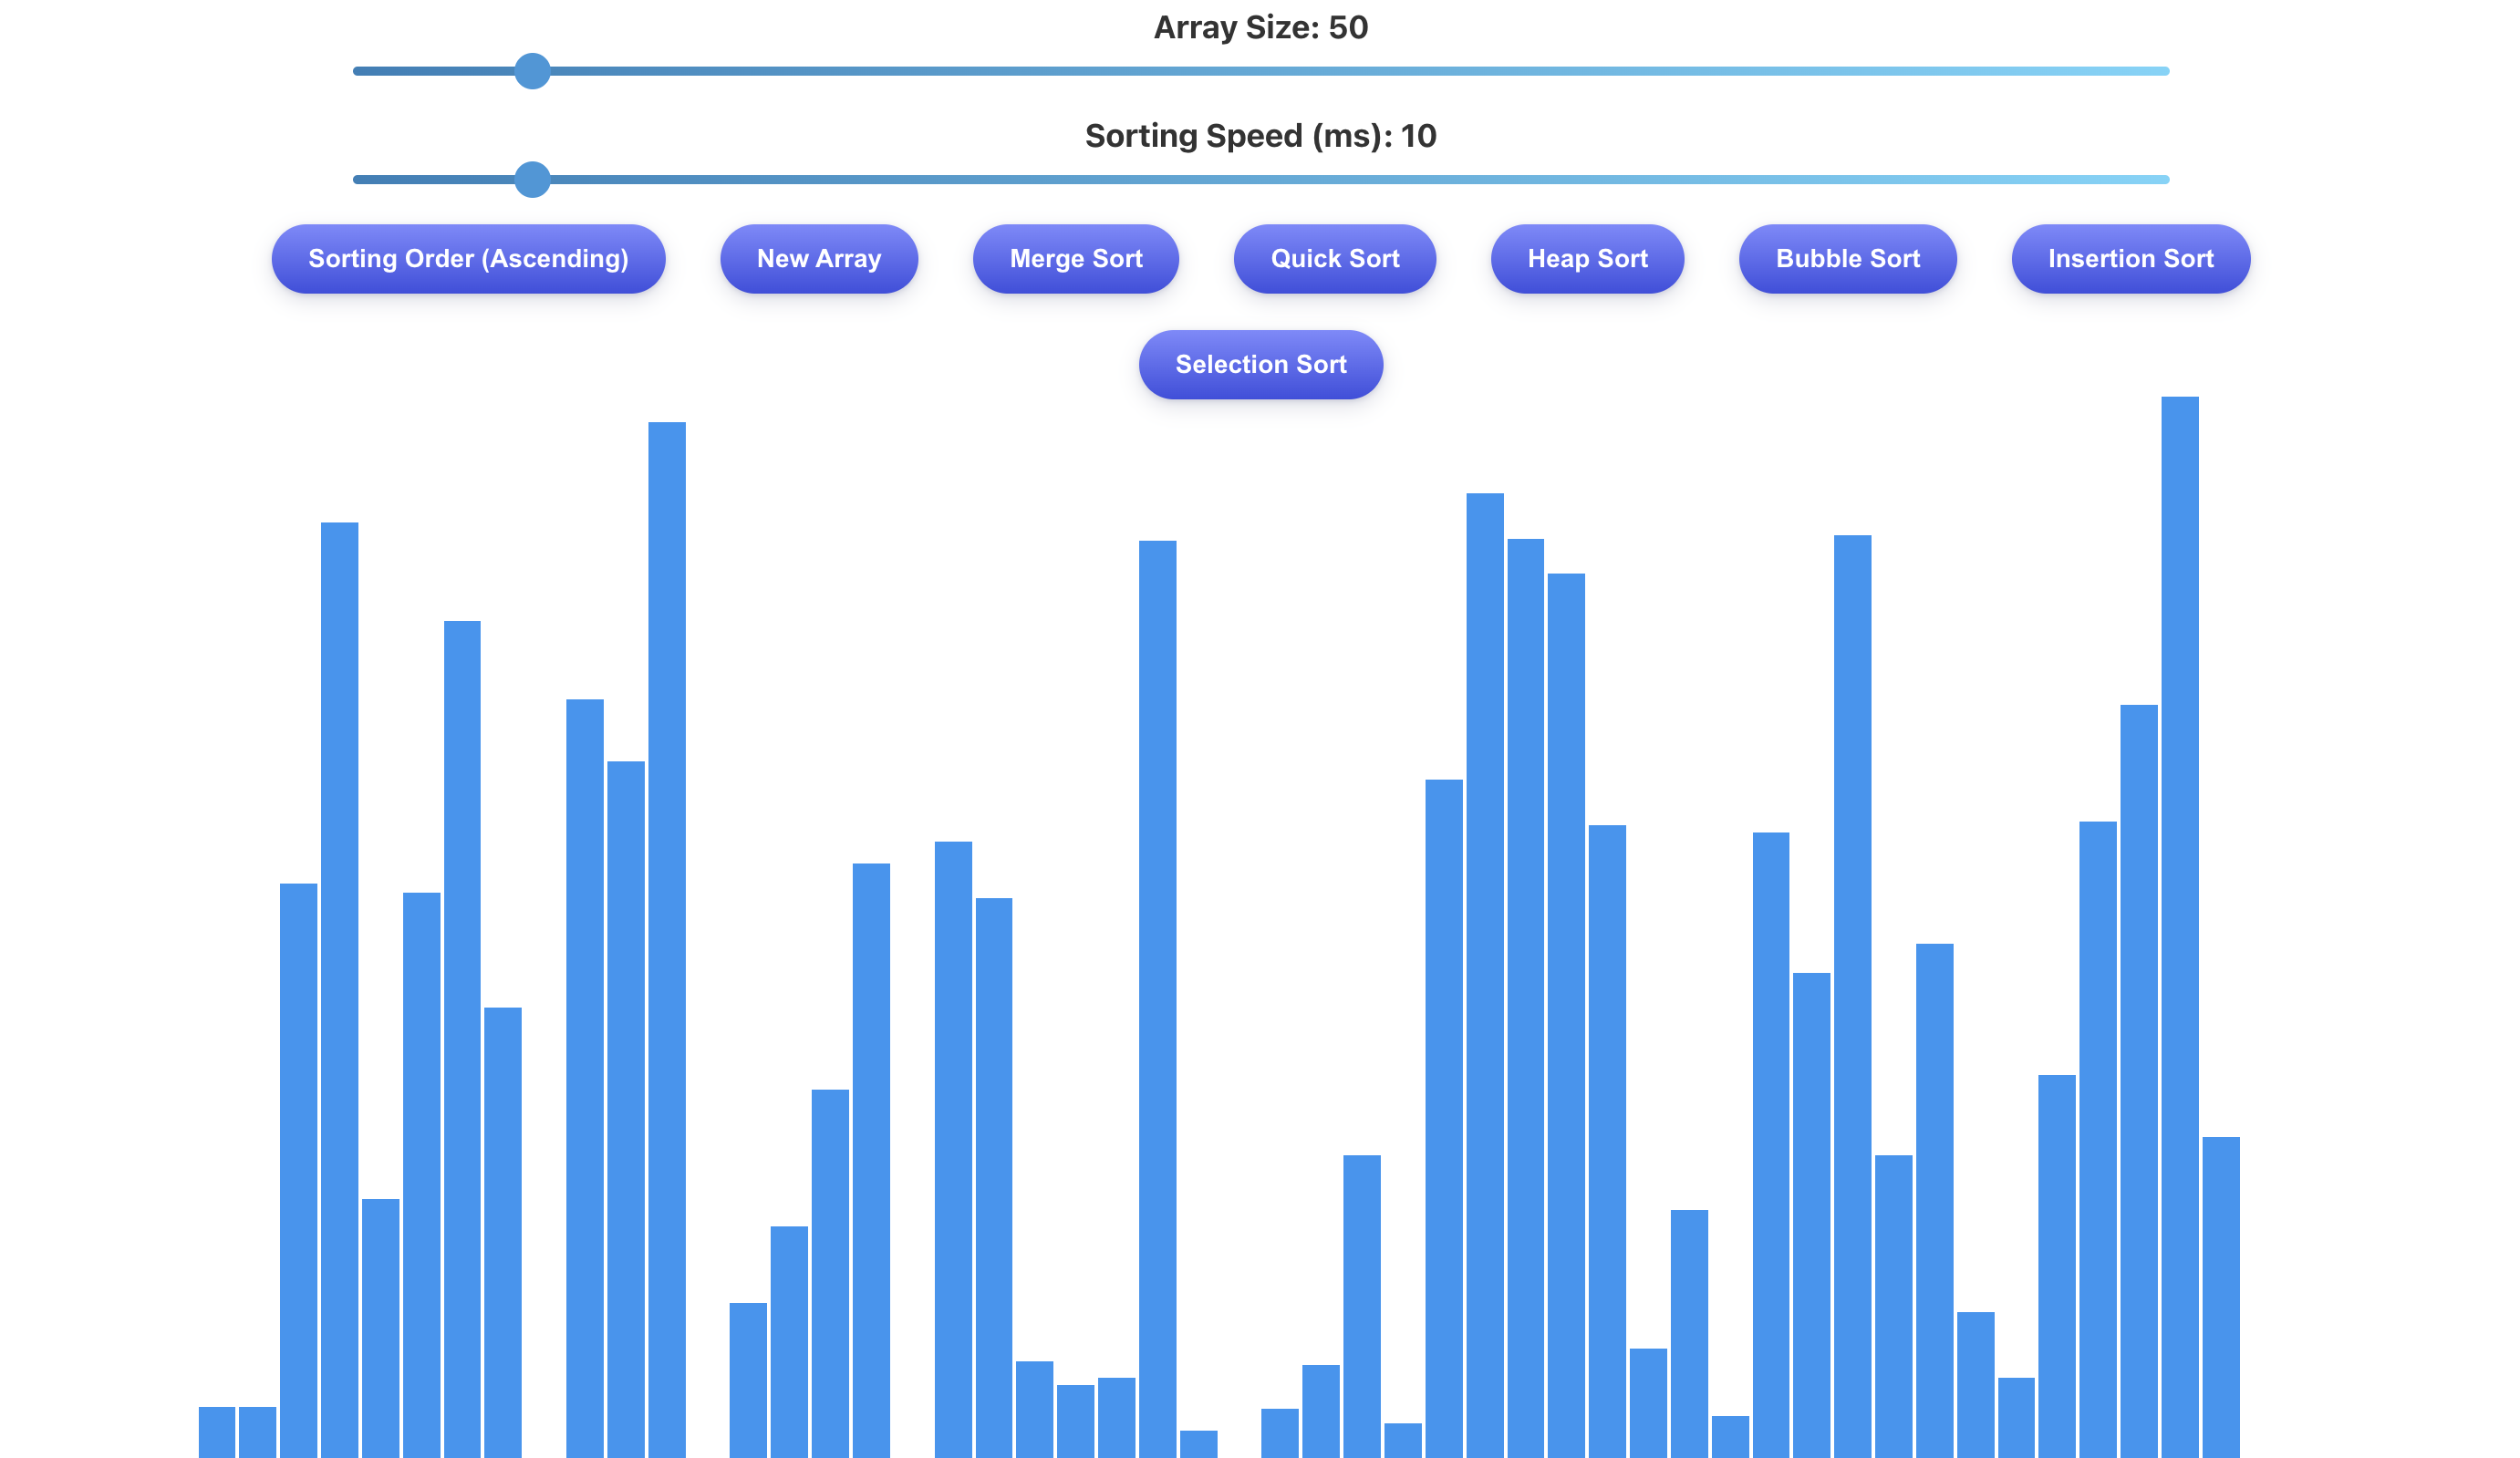 Array Size: 50
Sorting Speed (ms): 10
Sorting Order (Ascending)
New Array
Merge Sort
Quick Sort
Heap Sort
Bubble Sort
Insertion Sort
Selection Sort